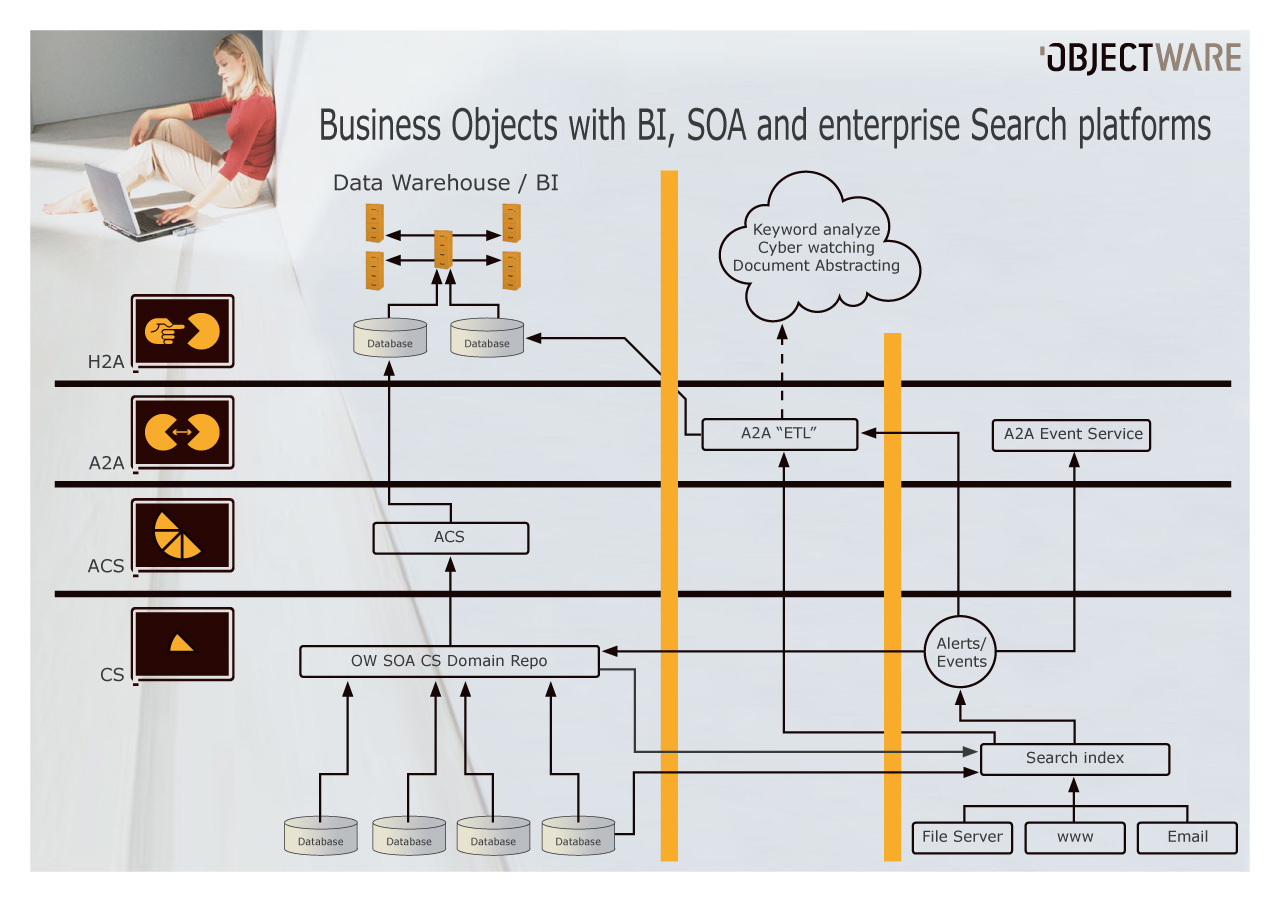 OBJECTWARE
Business Objects with BI, SOA and enterprise Search platforms
Data Warehouse / BI
Keyword analyze
Cyber watching
Document Abstracting
Database
Database
H2A
A2A “ETL”
A2A Event Service
A2A
ACS
ACS
Alerts/
Events
OW SOA CS Domain Repo
CS
Search index
Database
Database
Database
Database
File Server
www
Email